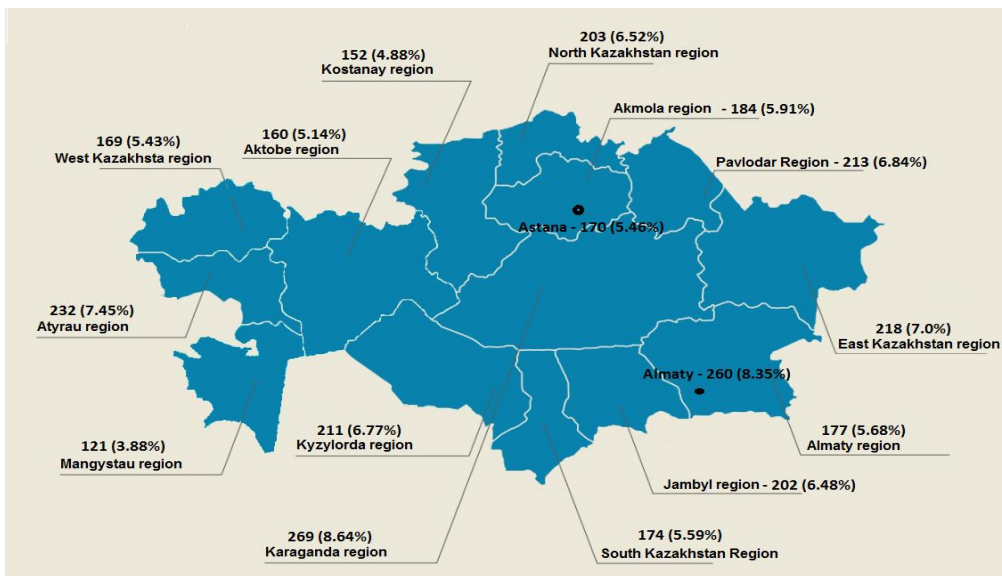 203 (6.52%)
North Kazakhstan region
152 (4.88%)
Kostanay region
Akmola region - 184 (5.91%)
169 (5.43%)
West Kazakhsta region
160 (5.14%)
Aktobe region
Pavlodar Region - 213 (6.84%)
Astana - 170 (5.46%)
232 (7.45%)
Atyrau region
218 (7.0%)
East Kazakhstan region
Almaty - 260 (8.35%)
121 (3.88%)
Mangystau region
211 (6.77%)
Kyzylorda region
177 (5.68%)
Almaty region
Jambyl region - 202 (6.48%)
269 (8.64%)
Karaganda region
174 (5.59%)
South Kazakhstan Region